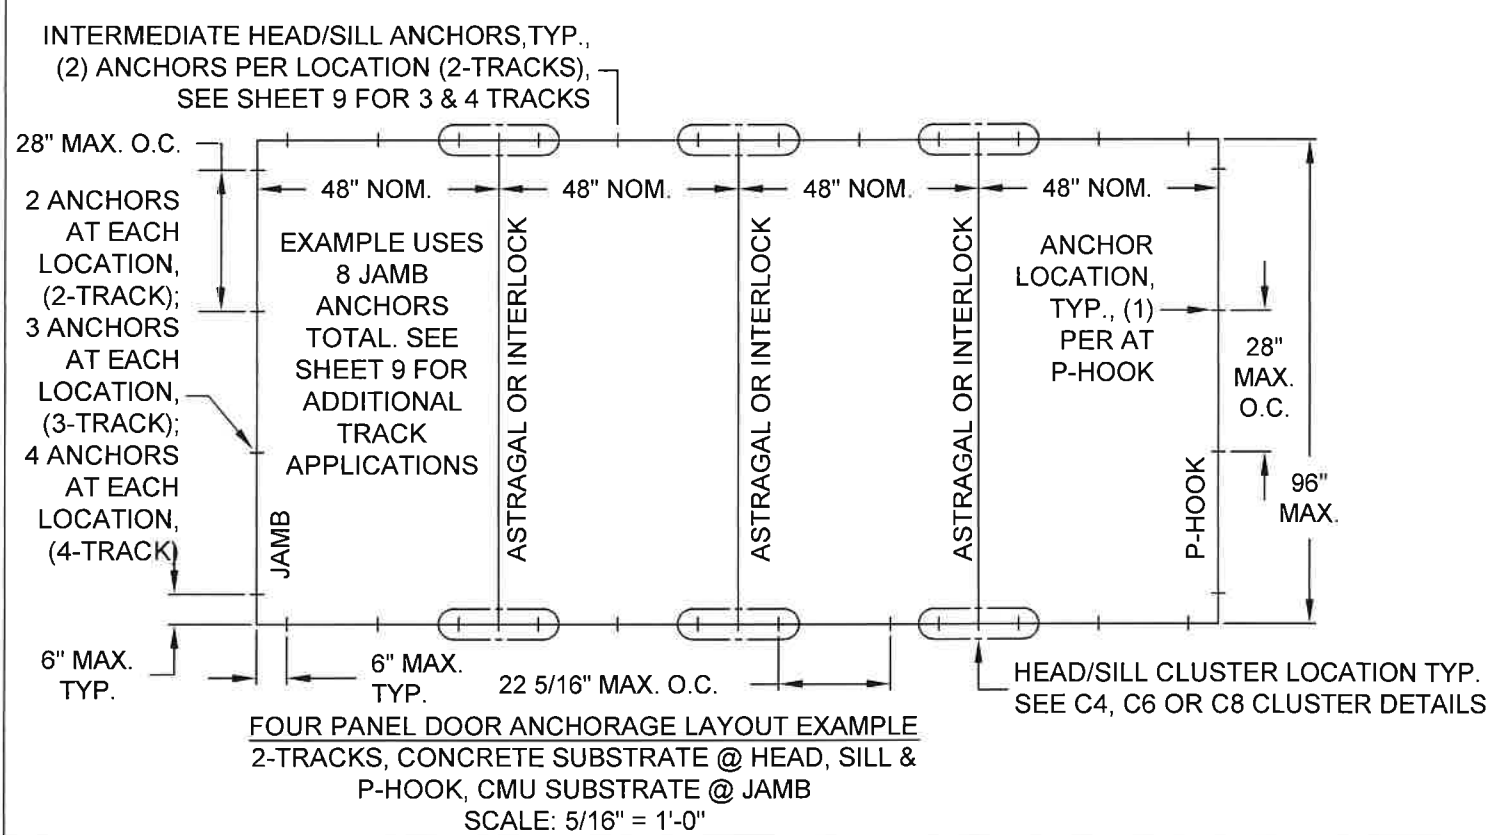 INTERMEDIATE HEAD/SILL ANCHORS,TYP.,
(2) ANCHORS PER LOCATION (2-TRACKS),
SEE SHEET 9 FOR 3 & 4 TRACKS
28" MAX. O.C.
2 ANCHORS
AT EACH
LOCATION,
(2-TRACK);
3 ANCHORS
AT EACH
LOCATION,
(3-TRACK);
4 ANCHORS
AT EACH
LOCATION,
(4-TRACK)
48" NOM.
48" NOM.
48" NOM.
48" NOM.
EXAMPLE USES
8 JAMB
ANCHORS
TOTAL. SEE
SHEET 9 FOR
ADDITIONAL
TRACK
APPLICATIONS
JAMB
ASTRAGAL OR INTERLOCK
ASTRAGAL OR INTERLOCK
ASTRAGAL OR INTERLOCK
ANCHOR
LOCATION,
TYP., (1)
PER AT
P-HOOK
P-HOOK
28"
MAX.
O.C.
96"
MAX.
6" MAX.
TYP.
6" MAX.
TYP.
22 5/16" MAX. O.C.
HEAD/SILL CLUSTER LOCATION TYP.
SEE C4, C6 OR C8 CLUSTER DETAILS
FOUR PANEL DOOR ANCHORAGE LAYOUT EXAMPLE
2-TRACKS, CONCRETE SUBSTRATE @ HEAD, SILL &
P-HOOK, CMU SUBSTRATE @ JAMB
SCALE: 5/16" = 1'-0"